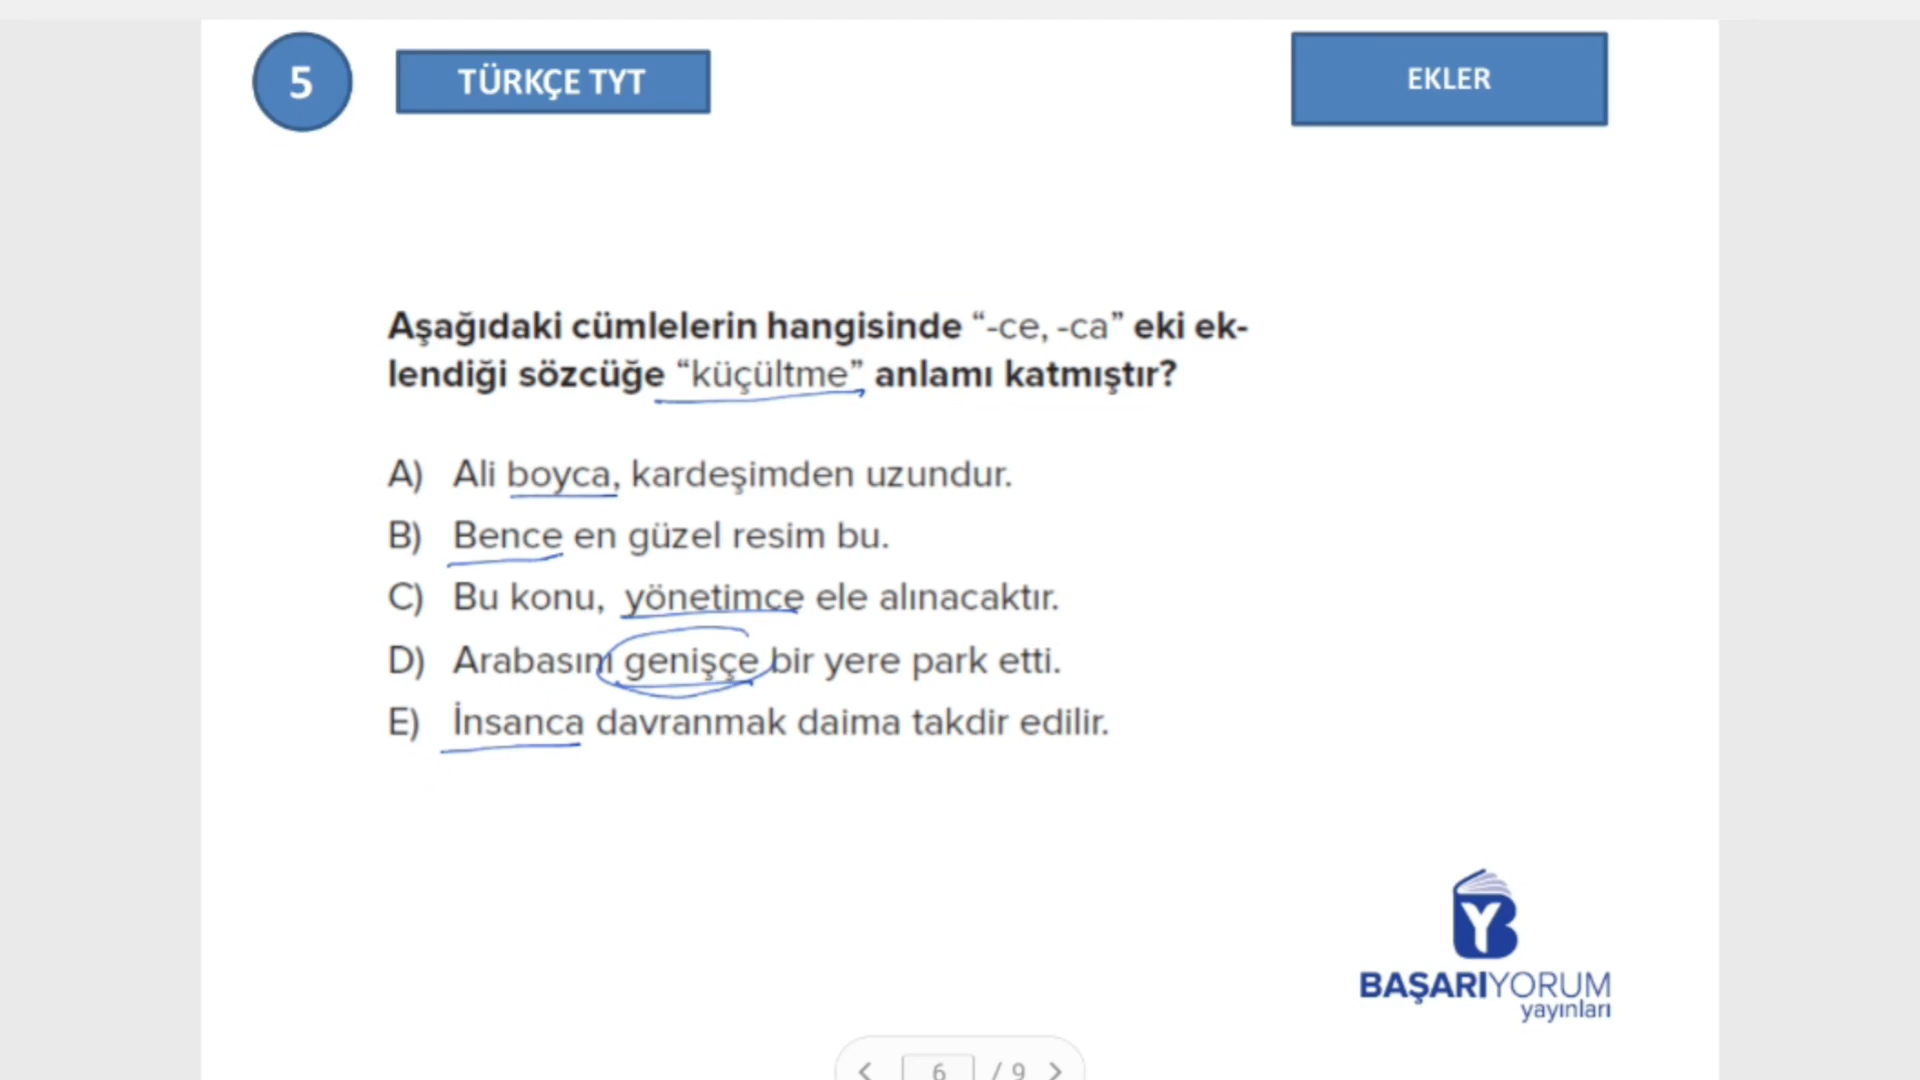 5
TÜRKÇE TYT
EKLER
Aşağıdaki cümlelerin hangisinde “-ce, -ca” eki ek-
lendiği sözcüğe “küçültme” anlamı katmıştır?
A) Ali boyca, kardeşimden uzundur.
B) Bence en güzel resim bu.
C) Bu konu, yönetimce ele alınacaktır.
D) Arabasını genişçe bir yere park etti.
E) İnsanca davranmak daima takdir edilir.
BAŞARIYORUM
yayınları
6 / 9